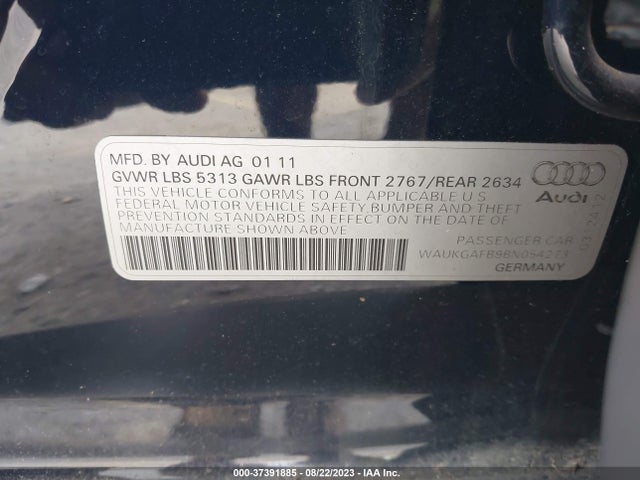 MFD. BY AUDI AG 01 11
GVWR LBS 5313 GAWR LBS FRONT 2767/REAR 2634
THIS VEHICLE CONFORMS TO ALL APPLICABLE U S
FEDERAL MOTOR VEHICLE SAFETY,BUMPER AND THEFT
PREVENTION STANDARDS IN EFFECT ON THE DATE OF
MANUFACTURE SHOWN ABOVE
Audi
PASSENGER CAR
WAUKGAFB9BN054273
GERMANY
000-37391885 - 08/22/2023 - IAA Inc.